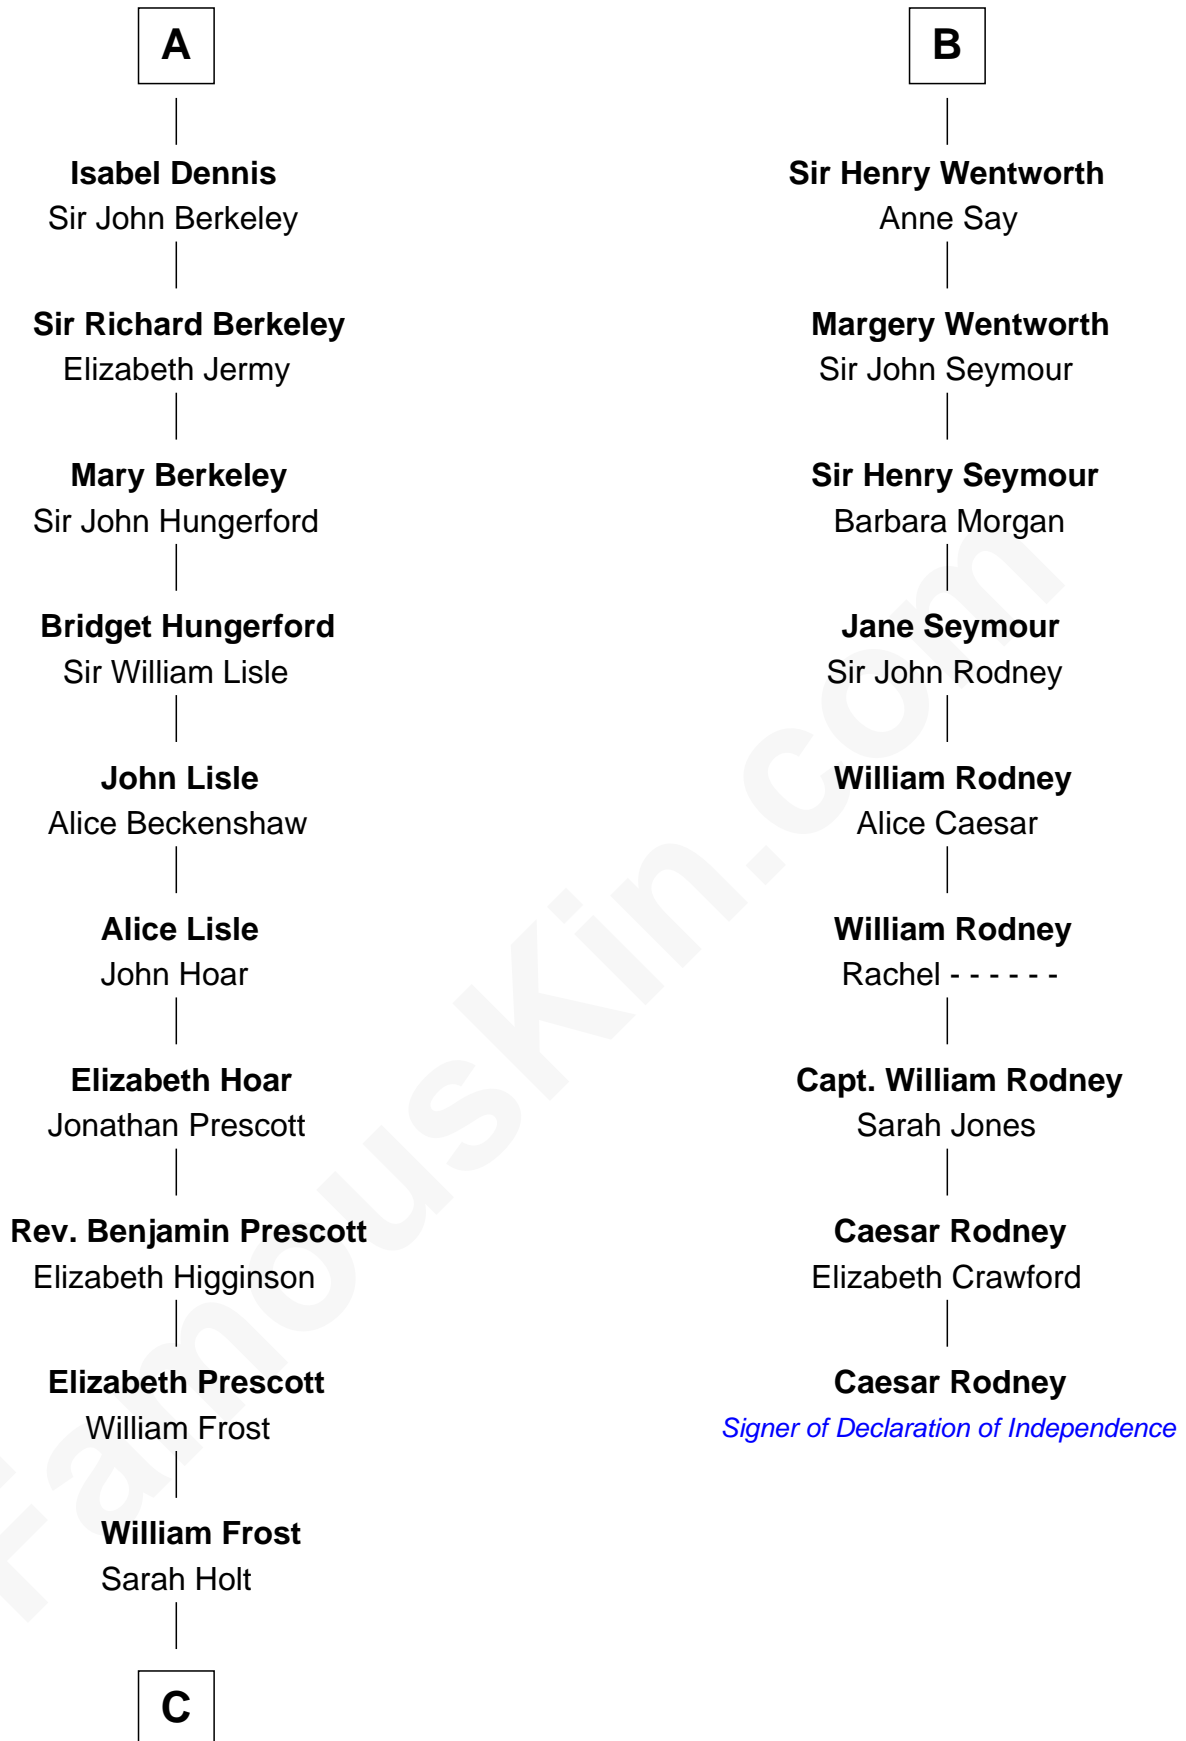 A
Isabel Dennis
Sir John Berkeley
Sir Richard Berkeley
Elizabeth Jermy
Mary Berkeley
Sir John Hungerford
Bridget Hungerford
Sir William Lisle
John Lisle
Alice Beckenshaw
Alice Lisle
John Hoar
Elizabeth Hoar
Jonathan Prescott
Rev. Benjamin Prescott
Elizabeth Higginson
Elizabeth Prescott
William Frost
William Frost
Sarah Holt
C
B
Sir Henry Wentworth
Anne Say
Margery Wentworth
Sir John Seymour
Sir Henry Seymour
Barbara Morgan
Jane Seymour
Sir John Rodney
William Rodney
Alice Caesar
William Rodney
Rachel - - - - - -
Capt. William Rodney
Sarah Jones
Caesar Rodney
Elizabeth Crawford
Caesar Rodney
Signer of Declaration of Independence
FamousKin.com